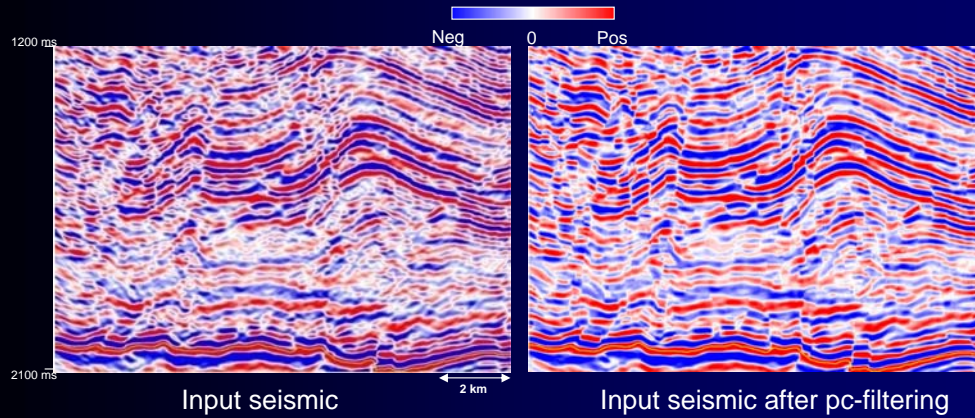 Neg 0 Pos
1200 ms
2100 ms
2 km
Input seismic
Input seismic after pc-filtering